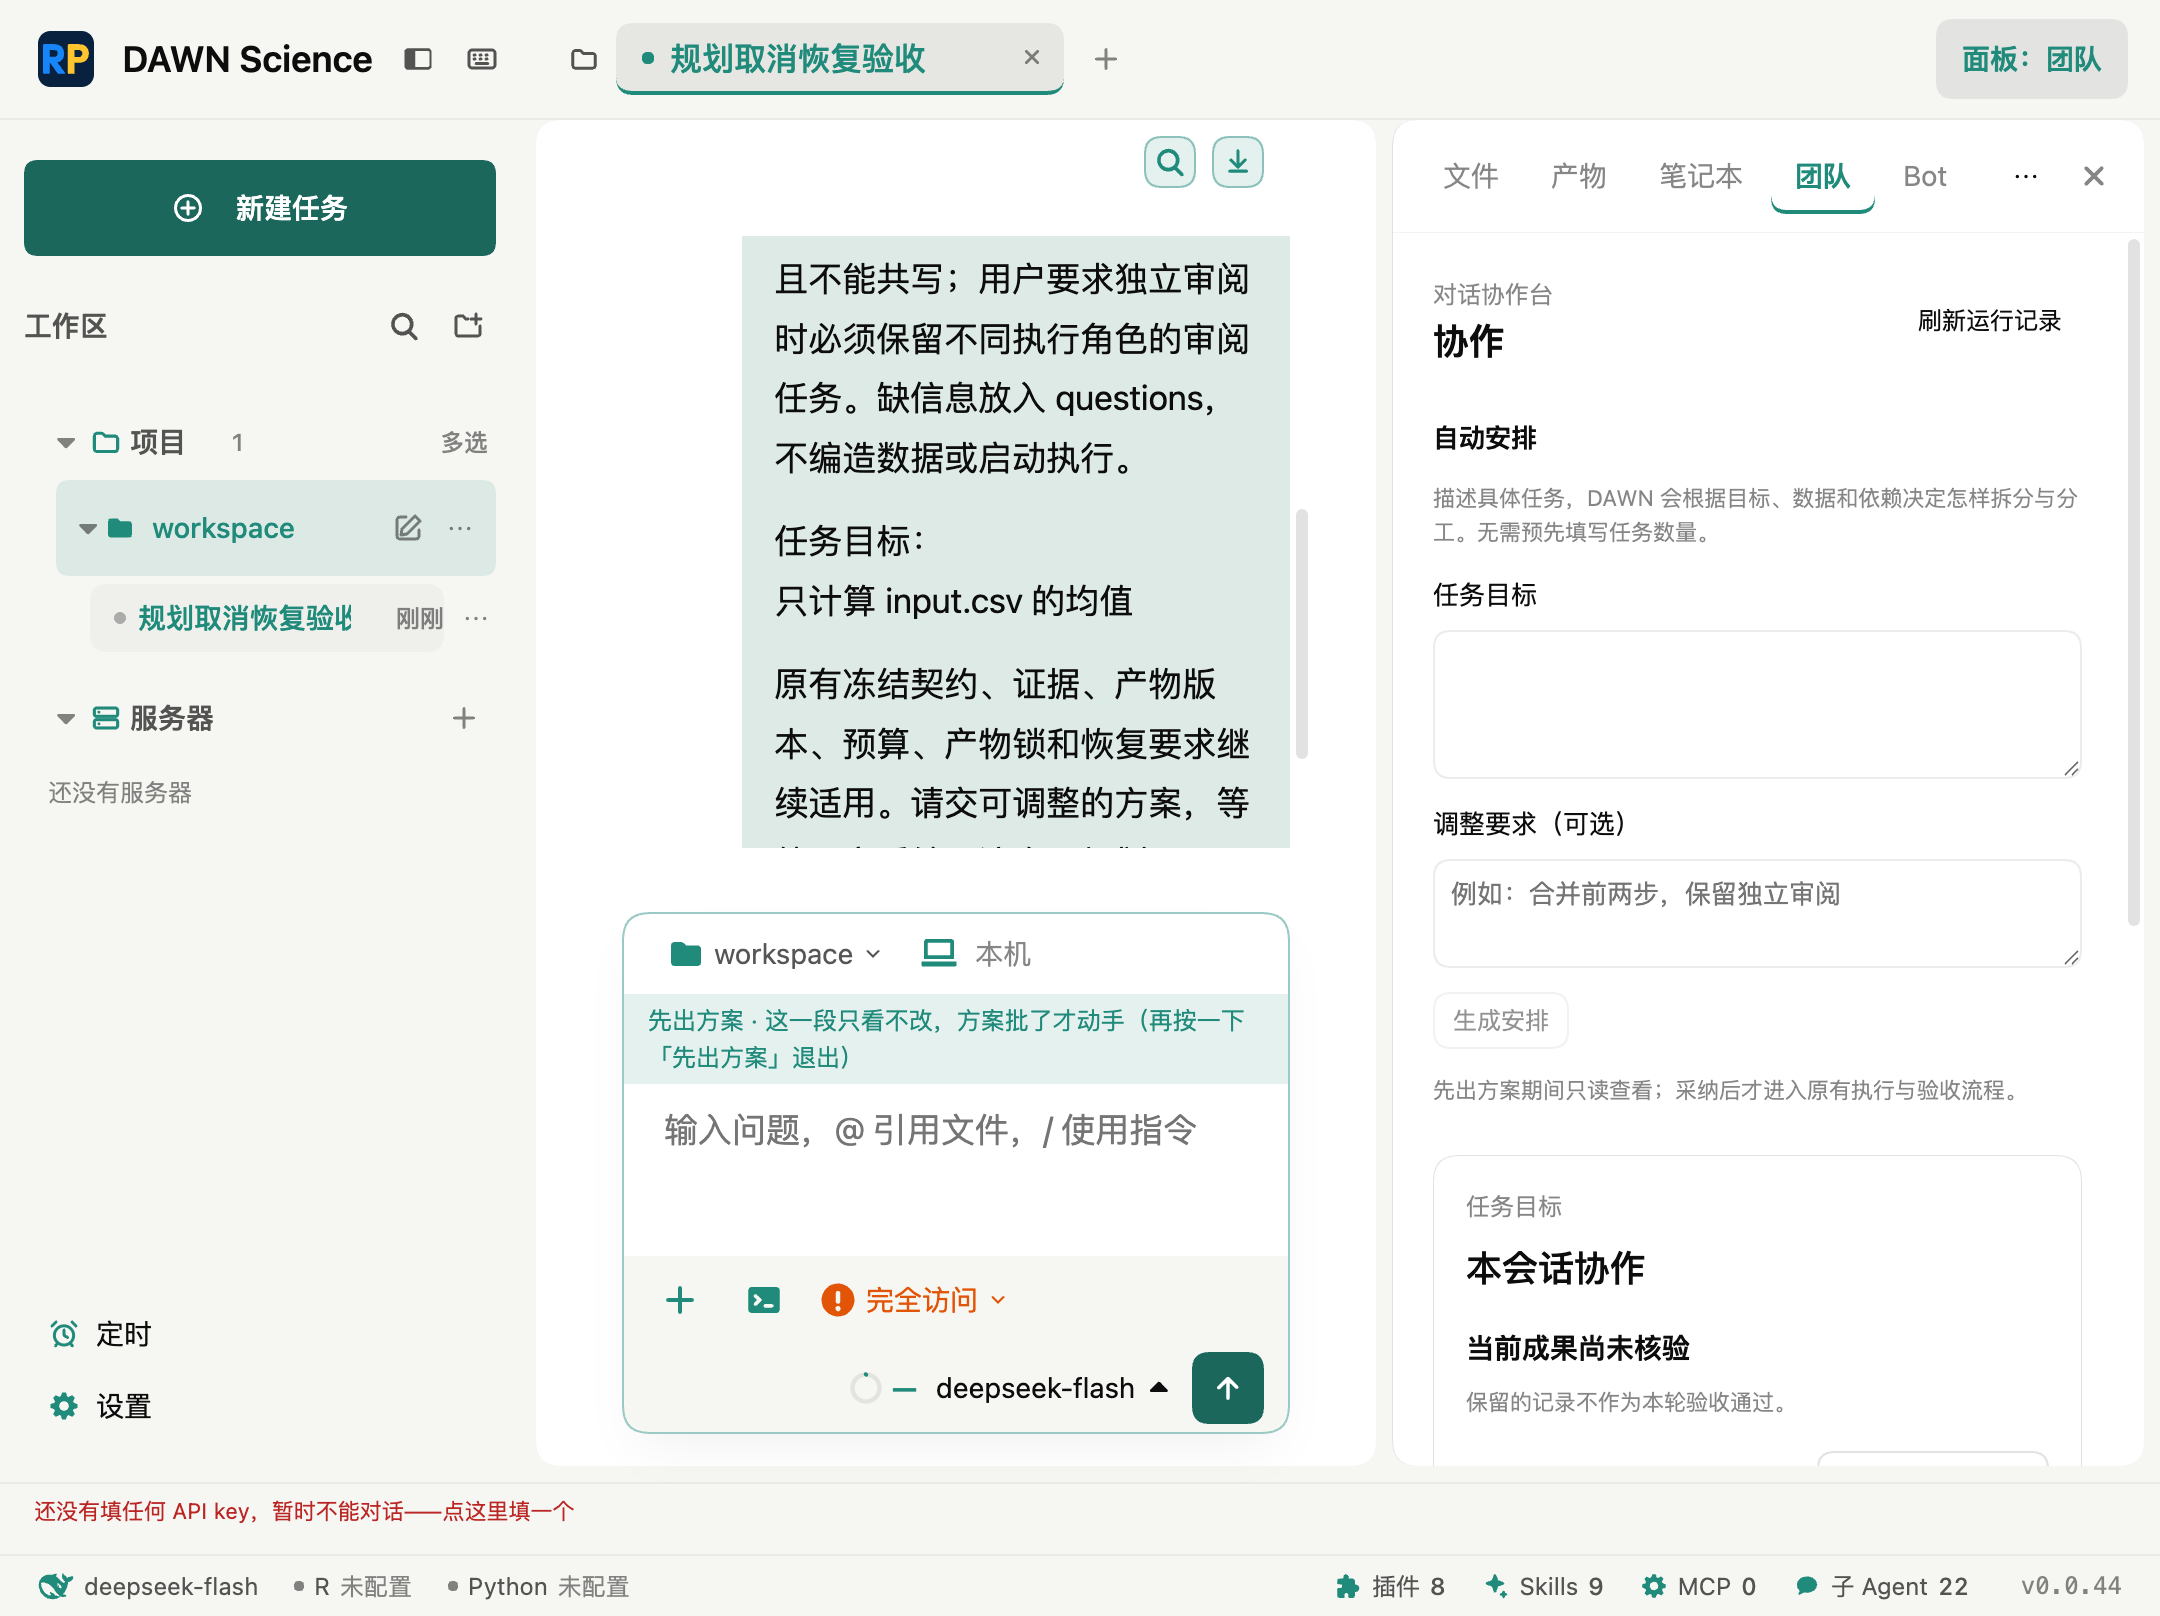 RP DAWN Science
规划取消恢复验收
面板：团队
新建任务
工作区
项目 1 多选
workspace
规划取消恢复验收 刚刚
服务器
还没有服务器
定时
设置
且不能共写；用户要求独立审阅
时必须保留不同执行角色的审阅
任务。缺信息放入 questions，
不编造数据或启动执行。
任务目标：
只计算 input.csv 的均值
原有冻结契约、证据、产物版
本、预算、产物锁和恢复要求继
续适用。请交可调整的方案，等
workspace 本机
先出方案 · 这一段只看不改，方案批了才动手（再按一下
「先出方案」退出）
输入问题，@ 引用文件，/ 使用指令
完全访问
deepseek-flash
文件 产物 笔记本 团队 Bot
对话协作台
协作
刷新运行记录
自动安排
描述具体任务，DAWN 会根据目标、数据和依赖决定怎样拆分与分
工。无需预先填写任务数量。
任务目标
调整要求（可选）
例如：合并前两步，保留独立审阅
生成安排
先出方案期间只读查看；采纳后才进入原有执行与验收流程。
任务目标
本会话协作
当前成果尚未核验
保留的记录不作为本轮验收通过。
还没有填任何 API key，暂时不能对话——点这里填一个
deepseek-flash R 未配置 Python 未配置
插件 8 Skills 9 MCP 0 子 Agent 22 v0.0.44